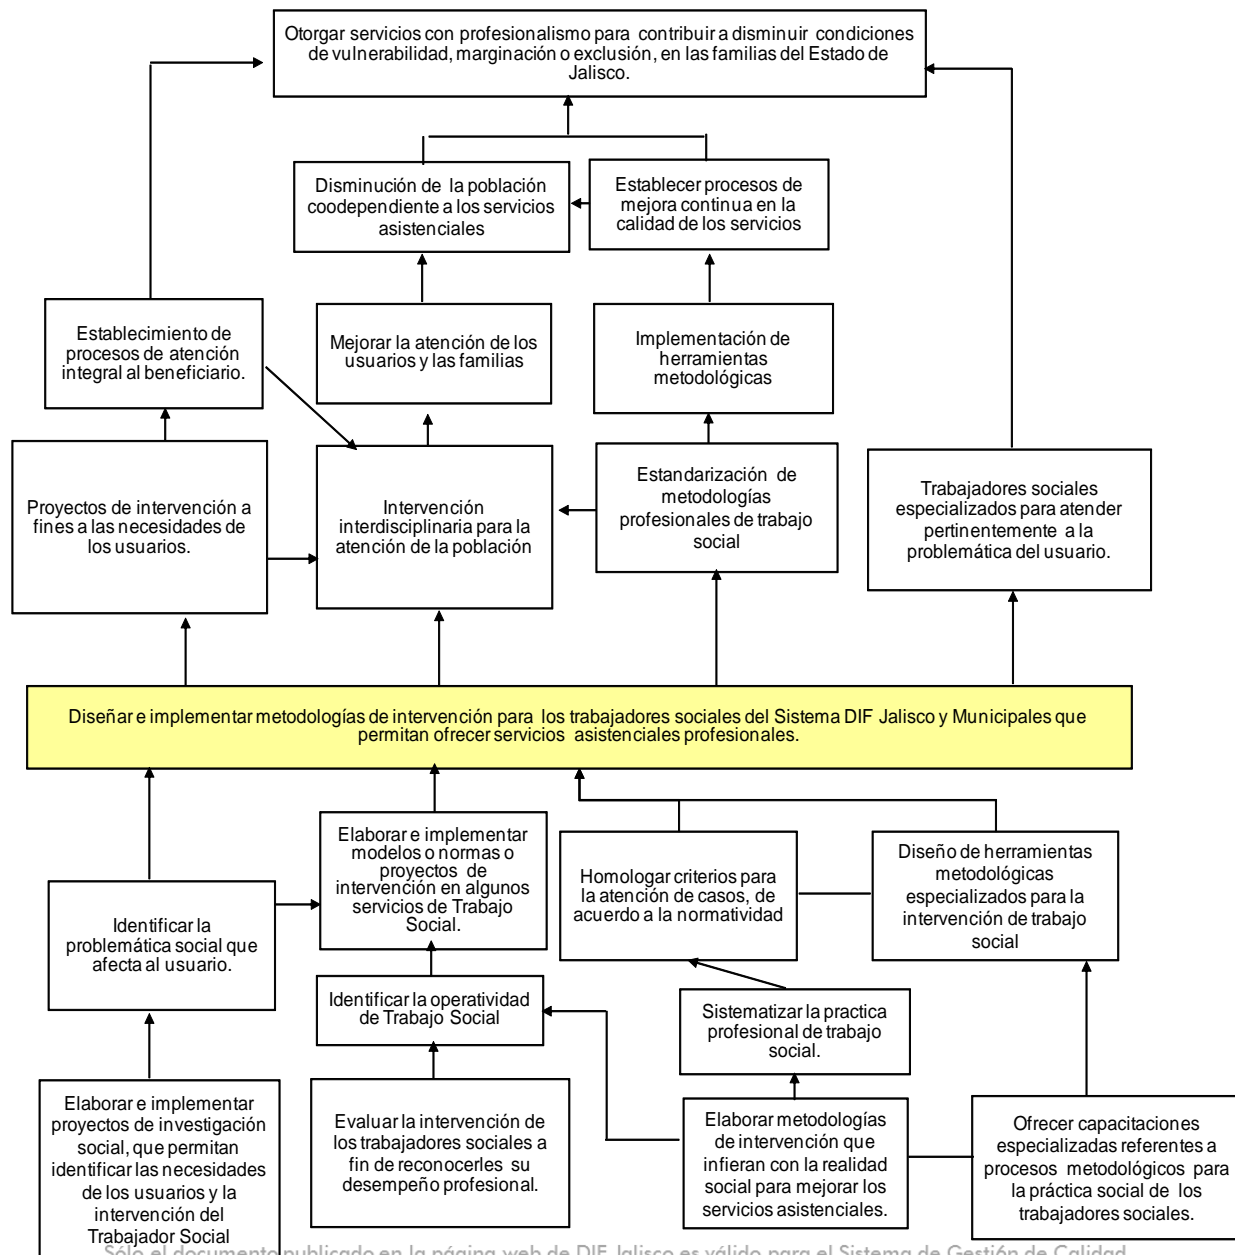 Otorgar servicios con profesionalismo para contribuir a disminuir condiciones
de vulnerabilidad, marginación o exclusión, en las familias del Estado de
Jalisco.
Disminución de la población
coodependiente a los servicios
asistenciales
Establecer procesos de
mejora continua en la
calidad de los servicios
Establecimiento de
procesos de atención
integral al beneficiario.
Mejorar la atención de los
usuarios y las familias
Implementación de
herramientas
metodológicas
Proyectos de intervención a
fines a las necesidades de
los usuarios.
Intervención
interdisciplinaria para la
atención de la población
Estandarización de
metodologías
profesionales de trabajo
social
Trabajadores sociales
especializados para atender
pertinentemente a la
problemática del usuario.
Diseñar e implementar metodologías de intervención para los trabajadores sociales del Sistema DIF Jalisco y Municipales que
permitan ofrecer servicios asistenciales profesionales.
Identificar la
problemática social que
afecta al usuario.
Elaborar e implementar
modelos o normas o
proyectos de
intervención en algunos
servicios de Trabajo
Social.
Homologar criterios para
la atención de casos, de
acuerdo a la normatividad
Diseño de herramientas
metodológicas
especializados para la
intervención de trabajo
social
Identificar la operatividad
de Trabajo Social
Sistematizar la practica
profesional de trabajo
social.
Elaborar e implementar
proyectos de investigación
social, que permitan
identificar las necesidades
de los usuarios y la
intervención del
Trabajador Social
Evaluar la intervención de
los trabajadores sociales a
fin de reconocerles su
desempeño profesional.
Elaborar metodologías
de intervención que
infieran con la realidad
social para mejorar los
servicios asistenciales.
Ofrecer capacitaciones
especializadas referentes a
procesos metodológicos para
la práctica social de los
trabajadores sociales.
Sólo el documento publicado en la página web de DIF Jalisco es válido para el Sistema de Gestión de Calidad